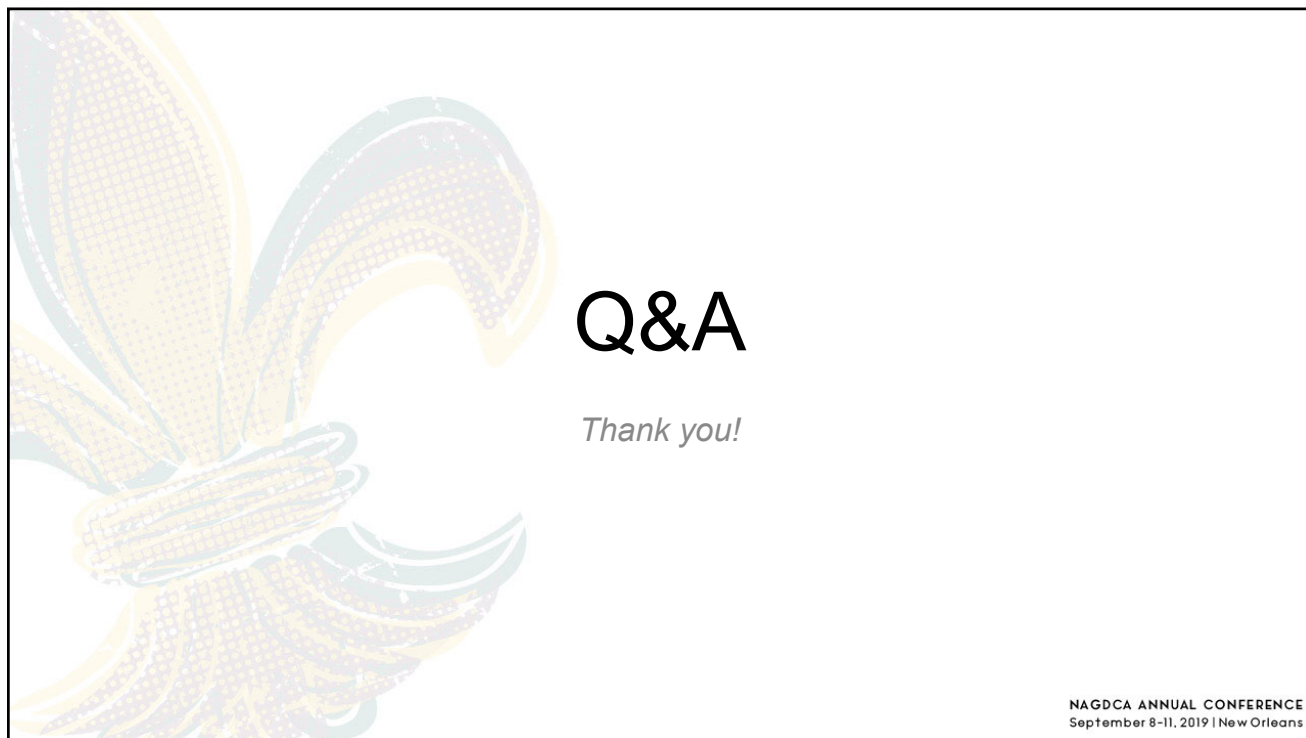 Q&A
Thank you!
NAGDCA ANNUAL CONFERENCE
September 8-11, 2019 | New Orleans